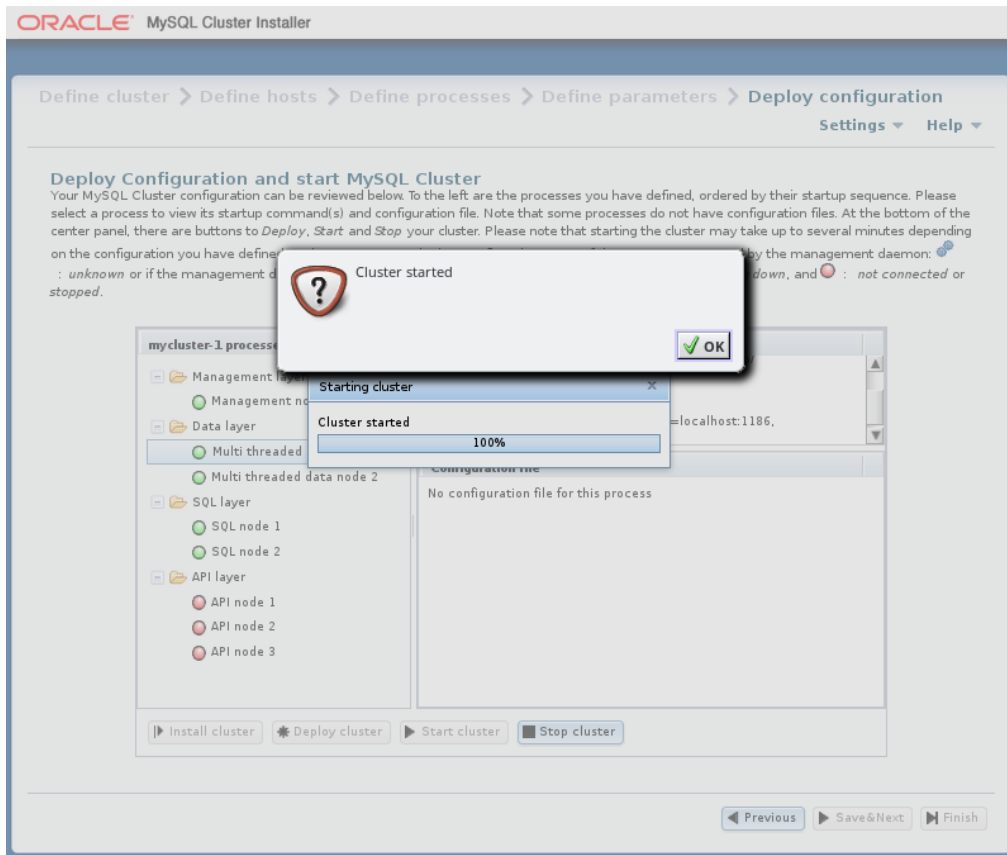 ORACLE® MySQL Cluster Installer
Define cluster > Define hosts > Define processes > Define parameters > Deploy configuration
Settings Help
Deploy Configuration and start MySQL Cluster
Your MySQL Cluster configuration can be reviewed below. To the left are the processes you have defined, ordered by their startup sequence. Please
select a process to view its startup command(s) and configuration file. Note that some processes do not have configuration files. At the bottom of the
center panel, there are buttons to Deploy, Start and Stop your cluster. Please note that starting the cluster may take up to several minutes depending
on the configuration you have define by the management daemon:
: unknown or if the management d down, and : not connected or
stopped.
Cluster started
OK
mycluster-1 processe
Management layer
Management no
Data layer
Multi threaded
Multi threaded data node 2
SQL layer
SQL node 1
SQL node 2
API layer
API node 1
API node 2
API node 3
Starting cluster x
Cluster started
100%
=localhost:1186,
Configuration file
No configuration file for this process
Install cluster Deploy cluster Start cluster Stop cluster
Previous Save&Next Finish